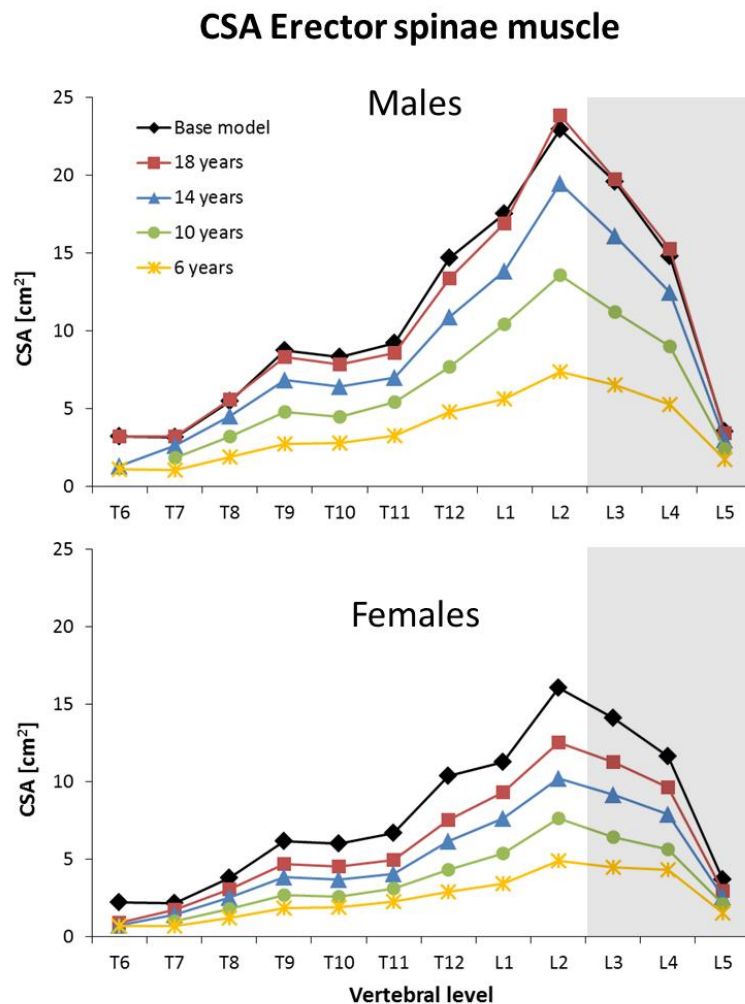 CSA Erector spinae muscle
Males
Base model
18 years
14 years
10 years
6 years
CSA [cm²]
25
20
15
10
5
0
T6 T7 T8 T9 T10 T11 T12 L1 L2 L3 L4 L5
Females
CSA [cm²]
25
20
15
10
5
0
T6 T7 T8 T9 T10 T11 T12 L1 L2 L3 L4 L5
Vertebral level